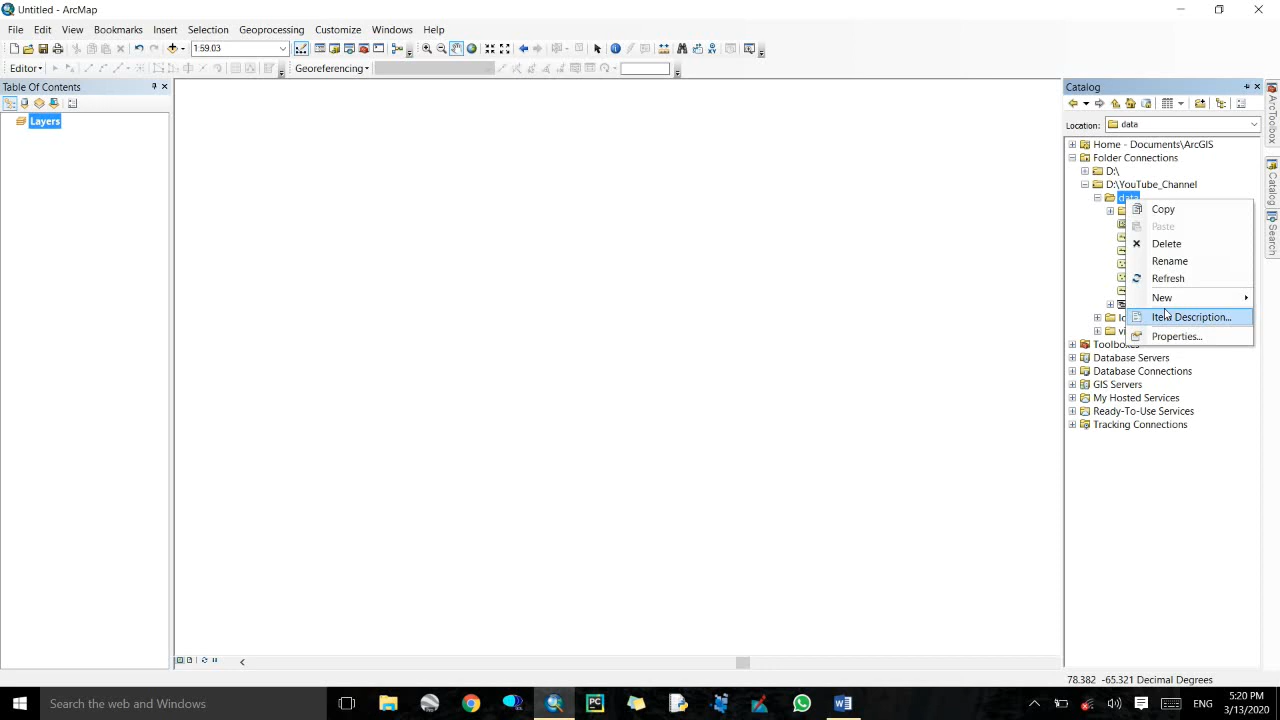 Untitled - ArcMap
File Edit View Bookmarks Insert Selection Geoprocessing Customize Windows Help
1:59.03
Editor Georeferencing
Table Of Contents
Layers
Catalog
Location: data
Home - Documents\ArcGIS
Folder Connections
D:\
D:\YouTube_Channel
data
Copy
Paste
Delete
Rename
Refresh
New
Item Description...
Properties...
Toolboxes
Database Servers
Database Connections
GIS Servers
My Hosted Services
Ready-To-Use Services
Tracking Connections
ArcToolbox
Catalog
Search
78.382 -65.321 Decimal Degrees
Search the web and Windows
ENG
5:20 PM
3/13/2020